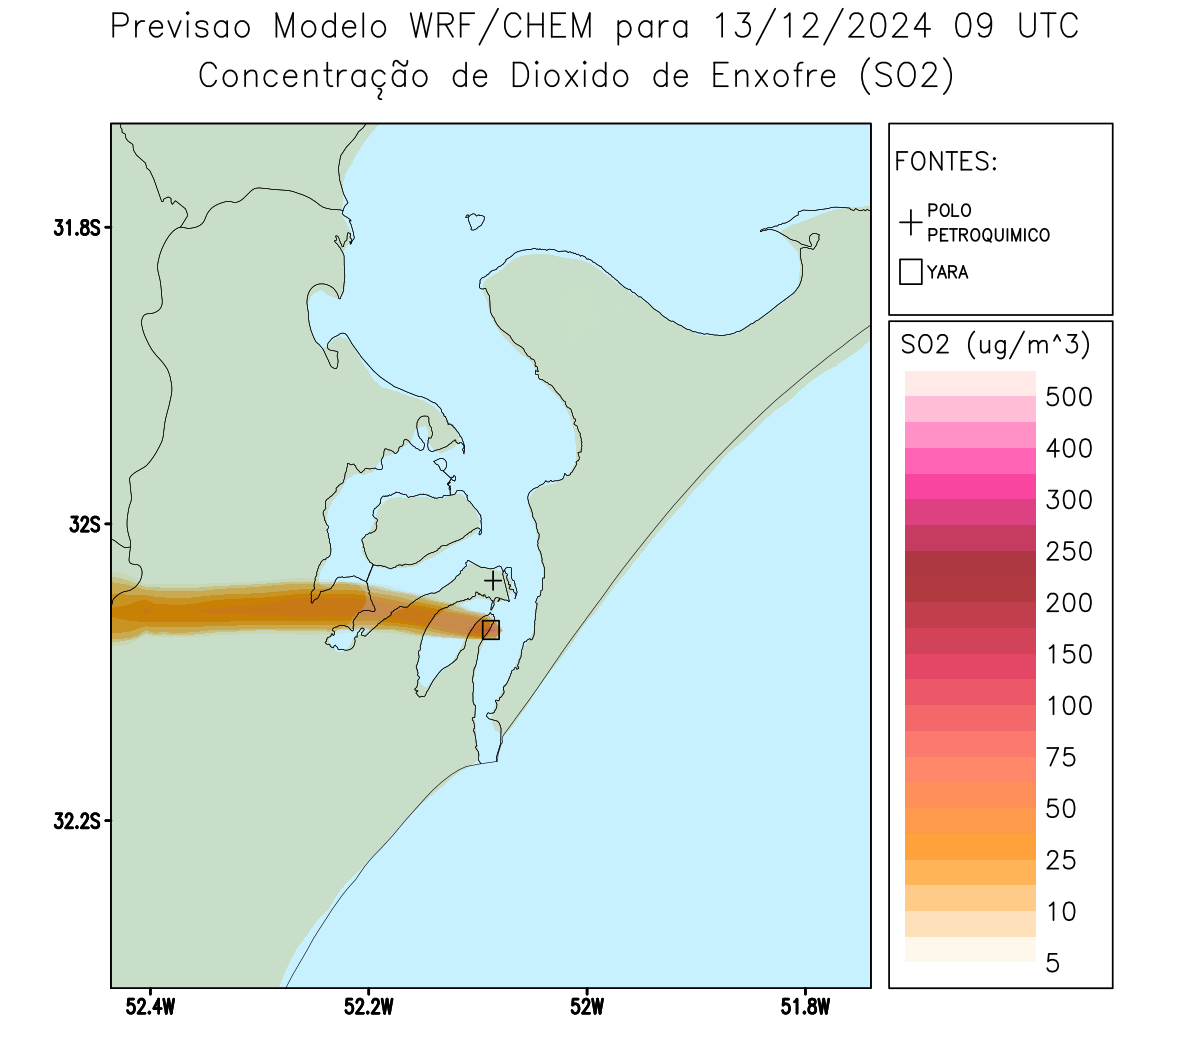 Previsao Modelo WRF/CHEM para 13/12/2024 09 UTC
Concentração de Dioxido de Enxofre (SO2)
FONTES:
POLO
PETROQUIMICO
YARA
31.8S
32S
32.2S
52.4W
52.2W
52W
51.8W
SO2 (ug/m^3)
500
400
300
250
200
150
100
75
50
25
10
5